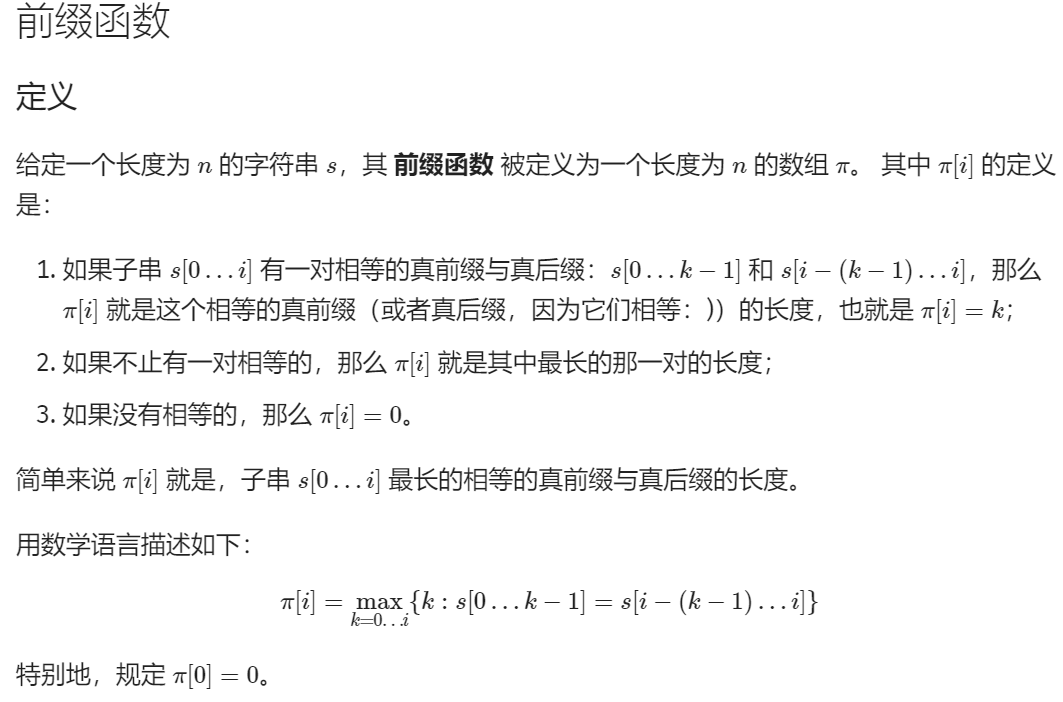 前缀函数
定义
给定一个长度为 n 的字符串 s，其 前缀函数 被定义为一个长度为 n 的数组 π。 其中 π[i] 的定义
是：
1. 如果子串 s[0…i] 有一对相等的真前缀与真后缀：s[0…k − 1] 和 s[i − (k − 1)…i]，那么
π[i] 就是这个相等的真前缀（或者真后缀，因为它们相等：)）的长度，也就是 π[i] = k；
2. 如果不止有一对相等的，那么 π[i] 就是其中最长的那一对的长度；
3. 如果没有相等的，那么 π[i] = 0。
简单来说 π[i] 就是，子串 s[0…i] 最长的相等的真前缀与真后缀的长度。
用数学语言描述如下：
π[i] = max{k : s[0…k − 1] = s[i − (k − 1)…i]}
k=0…i
特别地，规定 π[0] = 0。